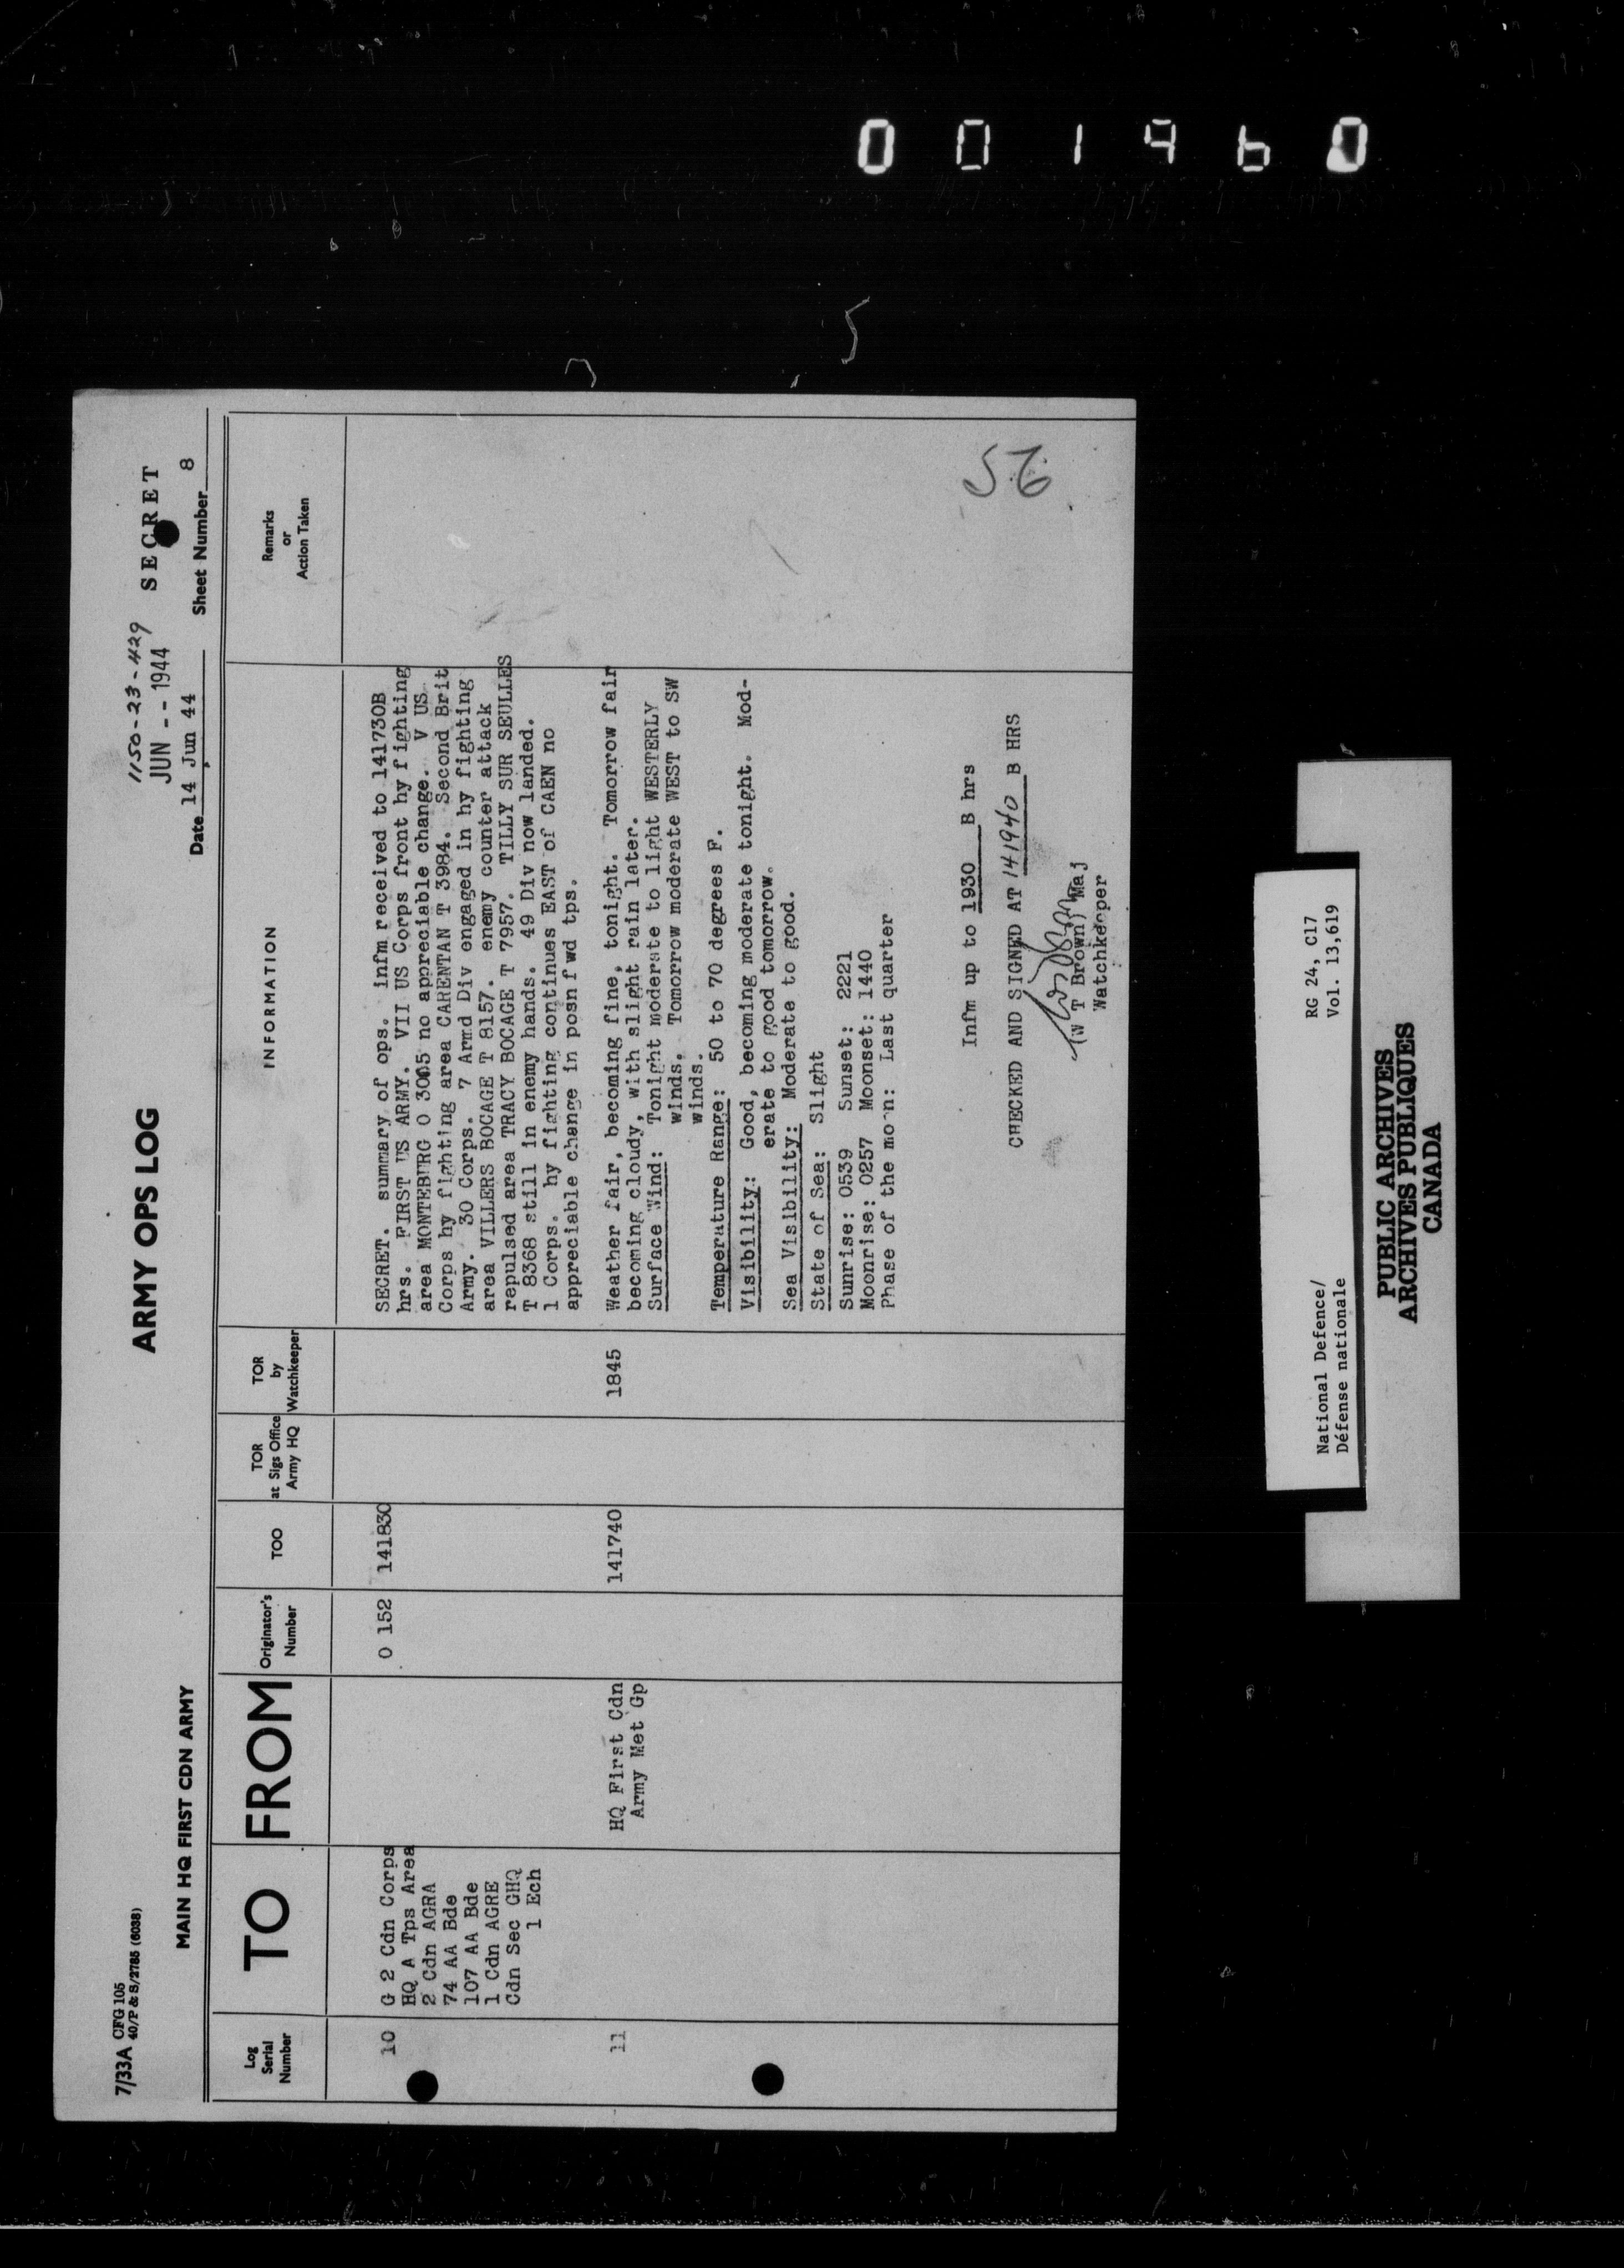 001460
7/33A CFG 105
40/P & S/2785 (6038)
MAIN HQ FIRST CDN ARMY
ARMY OPS LOG
1150-23-429
JUN - - 1944
SECRET
Date 14 Jun 44
Sheet Number 8
Log Serial Number
TO
FROM
Originator's Number
TOO
TOR at Sigs Office Army HQ
TOR by Watchkeeper
INFORMATION
Remarks or Action Taken
10
G 2 Cdn Corps
HQ A Tps Area
2 Cdn AGRA
74 AA Bde
107 AA Bde
1 Cdn AGRE
Cdn Sec GHQ
1 Ech
O 152
141830
SECRET. summary of ops. infm received to 141730B
hrs. FIRST US ARMY. VII US Corps front hy fighting
area MONTEBURG O 3005 no appreciable change. V US
Corps hy fighting area CARENTAN T 3984. Second Brit
Army. 30 Corps. 7 Armd Div engaged in hy fighting
area VILLERS BOCAGE T 8157. enemy counter attack
repulsed area TRACY BOCAGE T 7957. TILLY SUR SEULLES
T 8368 still in enemy hands. 49 Div now landed.
1 Corps. hy fighting continues EAST of CAEN no
appreciable change in posn fwd tps.
11
HQ First Cdn
Army Met Gp
141740
1845
Weather fair, becoming fine, tonight. Tomorrow fair
becoming cloudy, with slight rain later.
Surface Wind: Tonight moderate to light WESTERLY
winds. Tomorrow moderate WEST to SW
winds.
Temperature Range: 50 to 70 degrees F.
Visibility: Good, becoming moderate tonight. Mod-
erate to good tomorrow.
Sea Visibility: Moderate to good.
State of Sea: Slight
Sunrise: 0539 Sunset: 2221
Moonrise: 0257 Moonset: 1440
Phase of the moon: Last quarter
Infm up to 1930 B hrs
CHECKED AND SIGNED AT 141940 B HRS
(W T Brown) Maj
Watchkeeper
56
National Defence/
Défense nationale
RG 24, C17
Vol. 13,619
PUBLIC ARCHIVES
ARCHIVES PUBLIQUES
CANADA